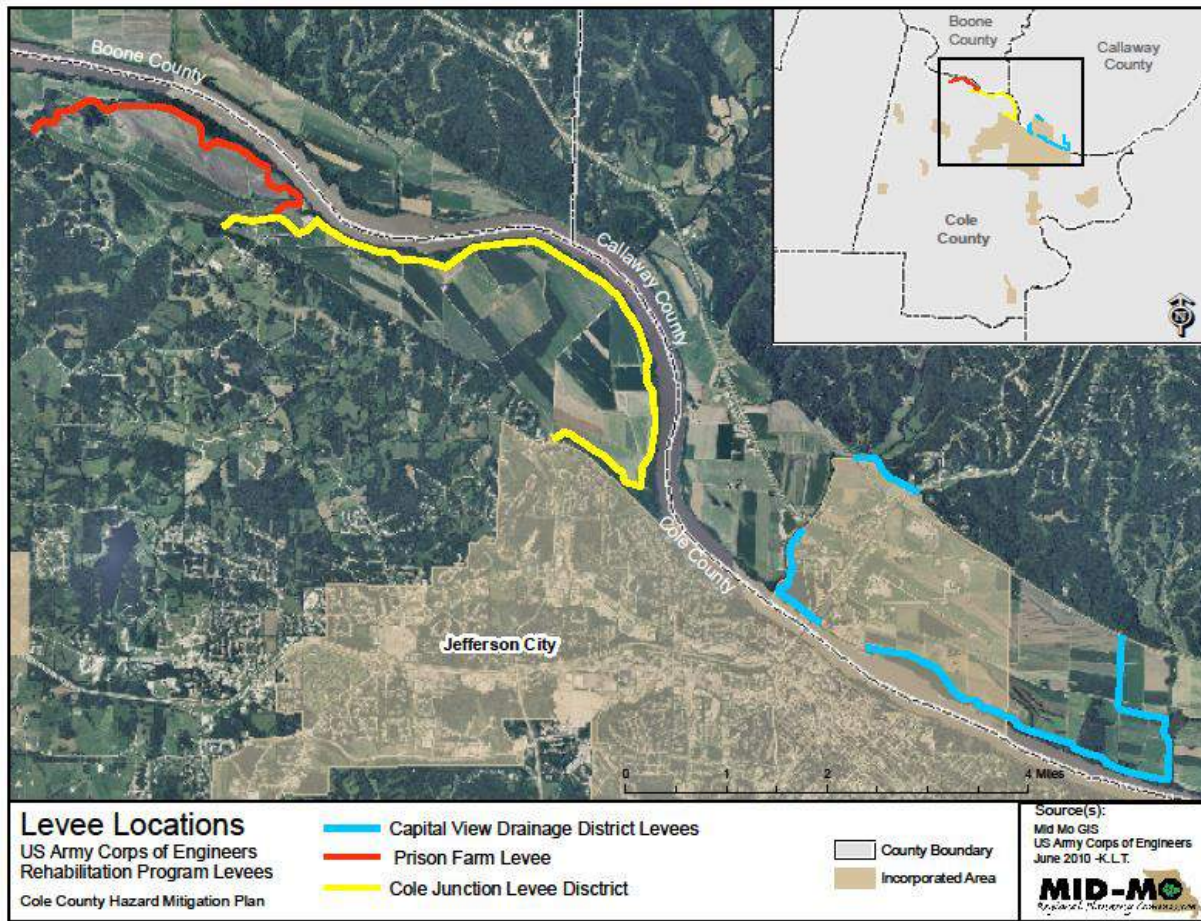 Boone County
Callaway County
Cole County
Jefferson City
0 1 2 4 Miles
Boone
County
Callaway
County
Cole
County
N
Levee Locations
US Army Corps of Engineers
Rehabilitation Program Levees
Cole County Hazard Mitigation Plan
Capital View Drainage District Levees
Prison Farm Levee
Cole Junction Levee Disctrict
County Boundary
Incorporated Area
Source(s):
Mid Mo GIS
US Army Corps of Engineers
June 2010 -K.L.T.
MID-MO
Regional Planning Commission